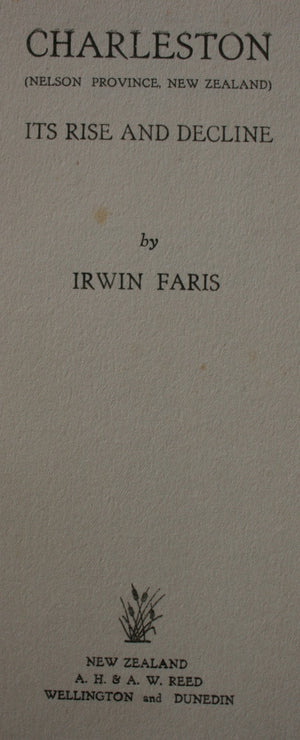 CHARLESTON
(NELSON PROVINCE, NEW ZEALAND)
ITS RISE AND DECLINE
by
IRWIN FARIS
NEW ZEALAND
A. H. & A. W. REED
WELLINGTON and DUNEDIN